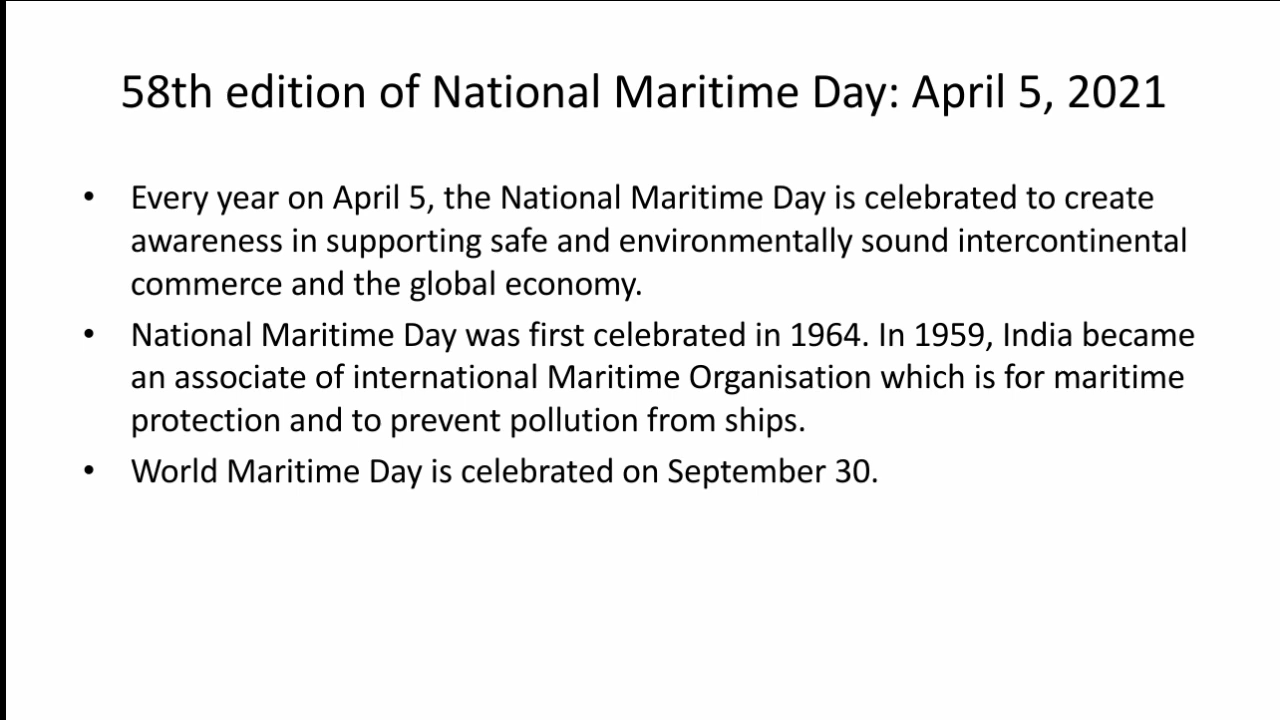 58th edition of National Maritime Day: April 5, 2021
• Every year on April 5, the National Maritime Day is celebrated to create
awareness in supporting safe and environmentally sound intercontinental
commerce and the global economy.
• National Maritime Day was first celebrated in 1964. In 1959, India became
an associate of international Maritime Organisation which is for maritime
protection and to prevent pollution from ships.
• World Maritime Day is celebrated on September 30.